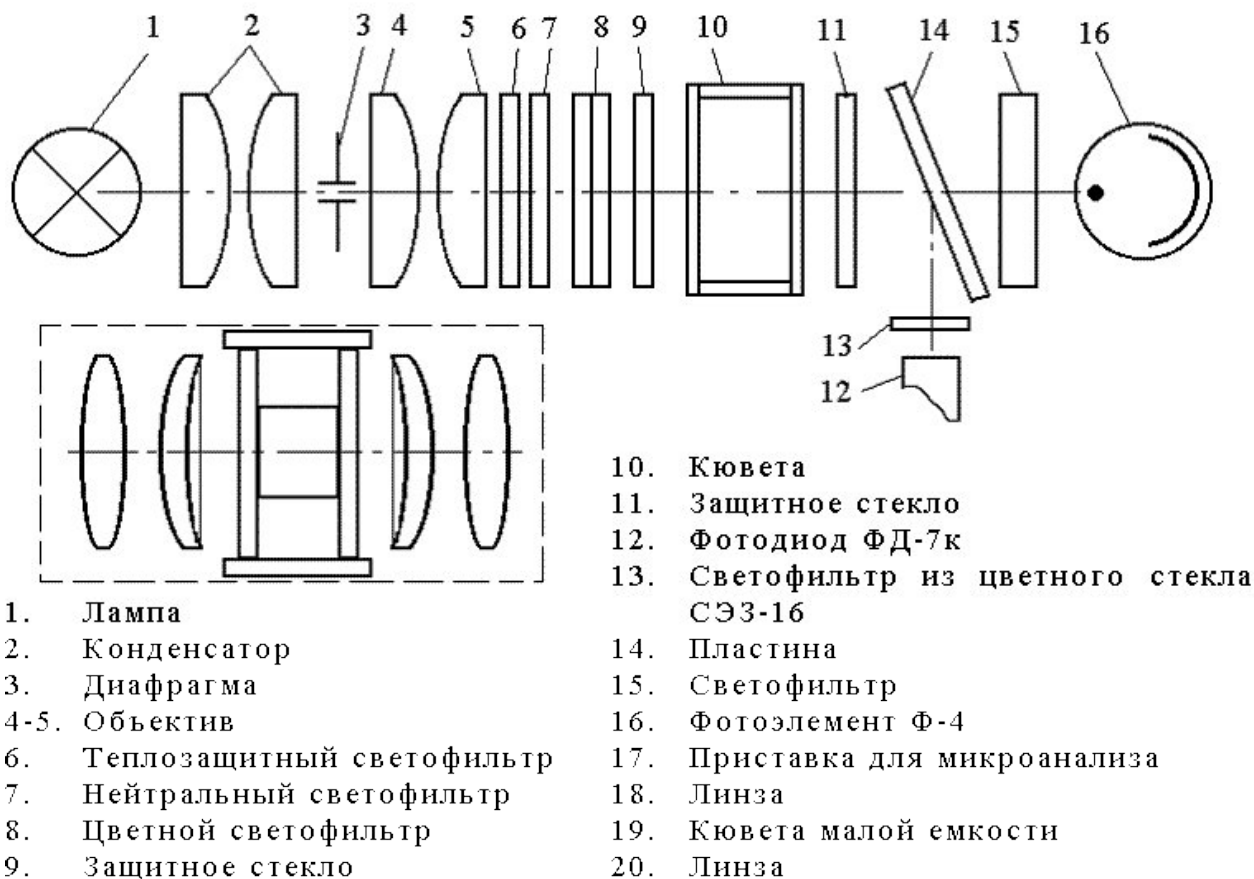 1 2 3 4 5 6 7 8 9 10 11 14 15 16
13
12
1. Лампа
2. Конденсатор
3. Диафрагма
4-5. Объектив
6. Теплозащитный светофильтр
7. Нейтральный светофильтр
8. Цветной светофильтр
9. Защитное стекло
10. Кювета
11. Защитное стекло
12. Фотодиод ФД-7к
13. Светофильтр из цветного стекла
СЭЗ-16
14. Пластина
15. Светофильтр
16. Фотоэлемент Ф-4
17. Приставка для микроанализа
18. Линза
19. Кювета малой емкости
20. Линза